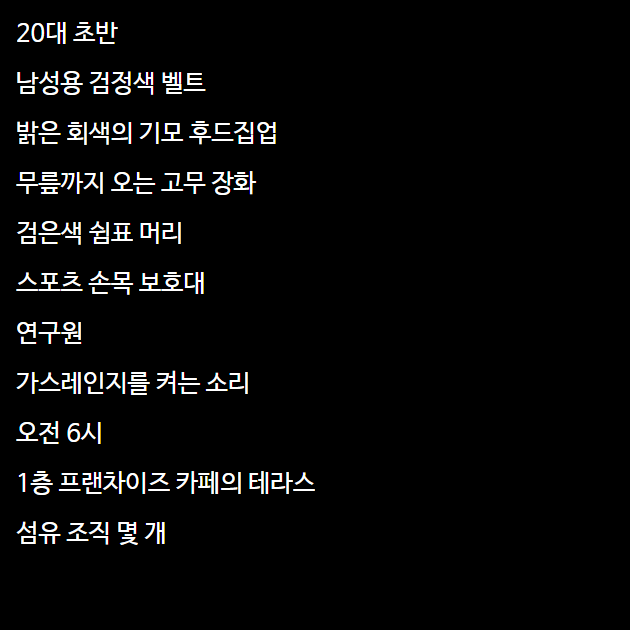 20대 초반
남성용 검정색 벨트
밝은 회색의 기모 후드집업
무릎까지 오는 고무 장화
검은색 쉼표 머리
스포츠 손목 보호대
연구원
가스레인지를 켜는 소리
오전 6시
1층 프랜차이즈 카페의 테라스
섬유 조직 몇 개